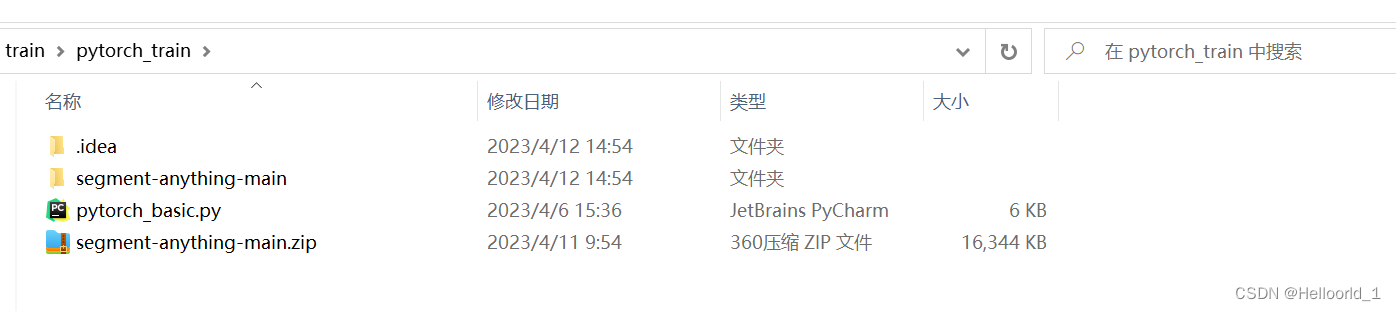 train > pytorch_train >
在 pytorch_train 中搜索
名称 修改日期 类型 大小
.idea 2023/4/12 14:54 文件夹
segment-anything-main 2023/4/12 14:54 文件夹
PC pytorch_basic.py 2023/4/6 15:36 JetBrains PyCharm 6 KB
segment-anything-main.zip 2023/4/11 9:54 360压缩 ZIP 文件 16,344 KB
CSDN @Helloorld_1